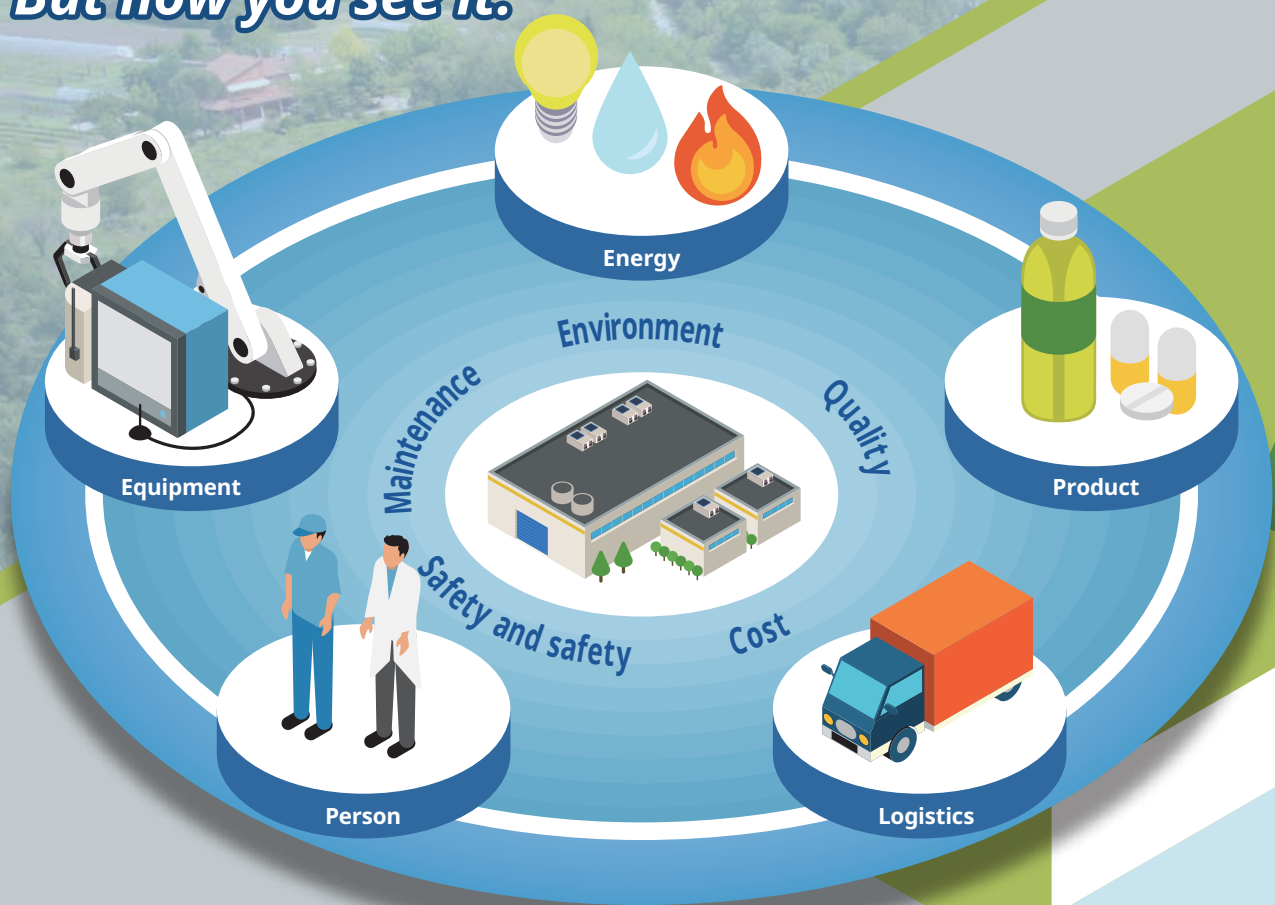 But now you see it.
Energy
Environment
Maintenance
Quality
Equipment
Product
Safety and safety
Cost
Person
Logistics